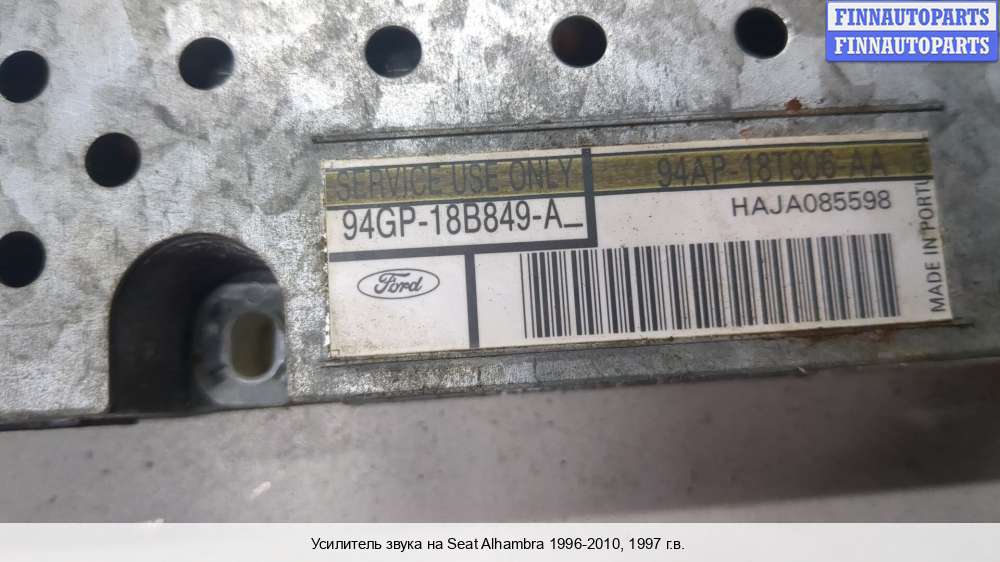 FINNAUTOPARTS
FINNAUTOPARTS
SERVICE USE ONLY
94AP-18T806-AA
94GP-18B849-A_
HAJA085598
Ford
MADE IN
Усилитель звука на Seat Alhambra 1996-2010, 1997 г.в.